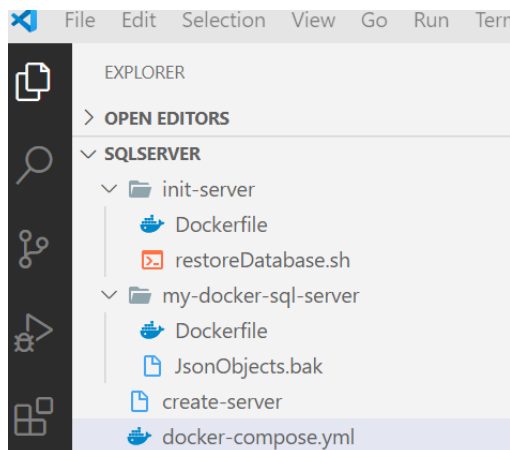 File Edit Selection View Go Run Term
EXPLORER
OPEN EDITORS
SQLSERVER
init-server
Dockerfile
restoreDatabase.sh
my-docker-sql-server
Dockerfile
JsonObjects.bak
create-server
docker-compose.yml